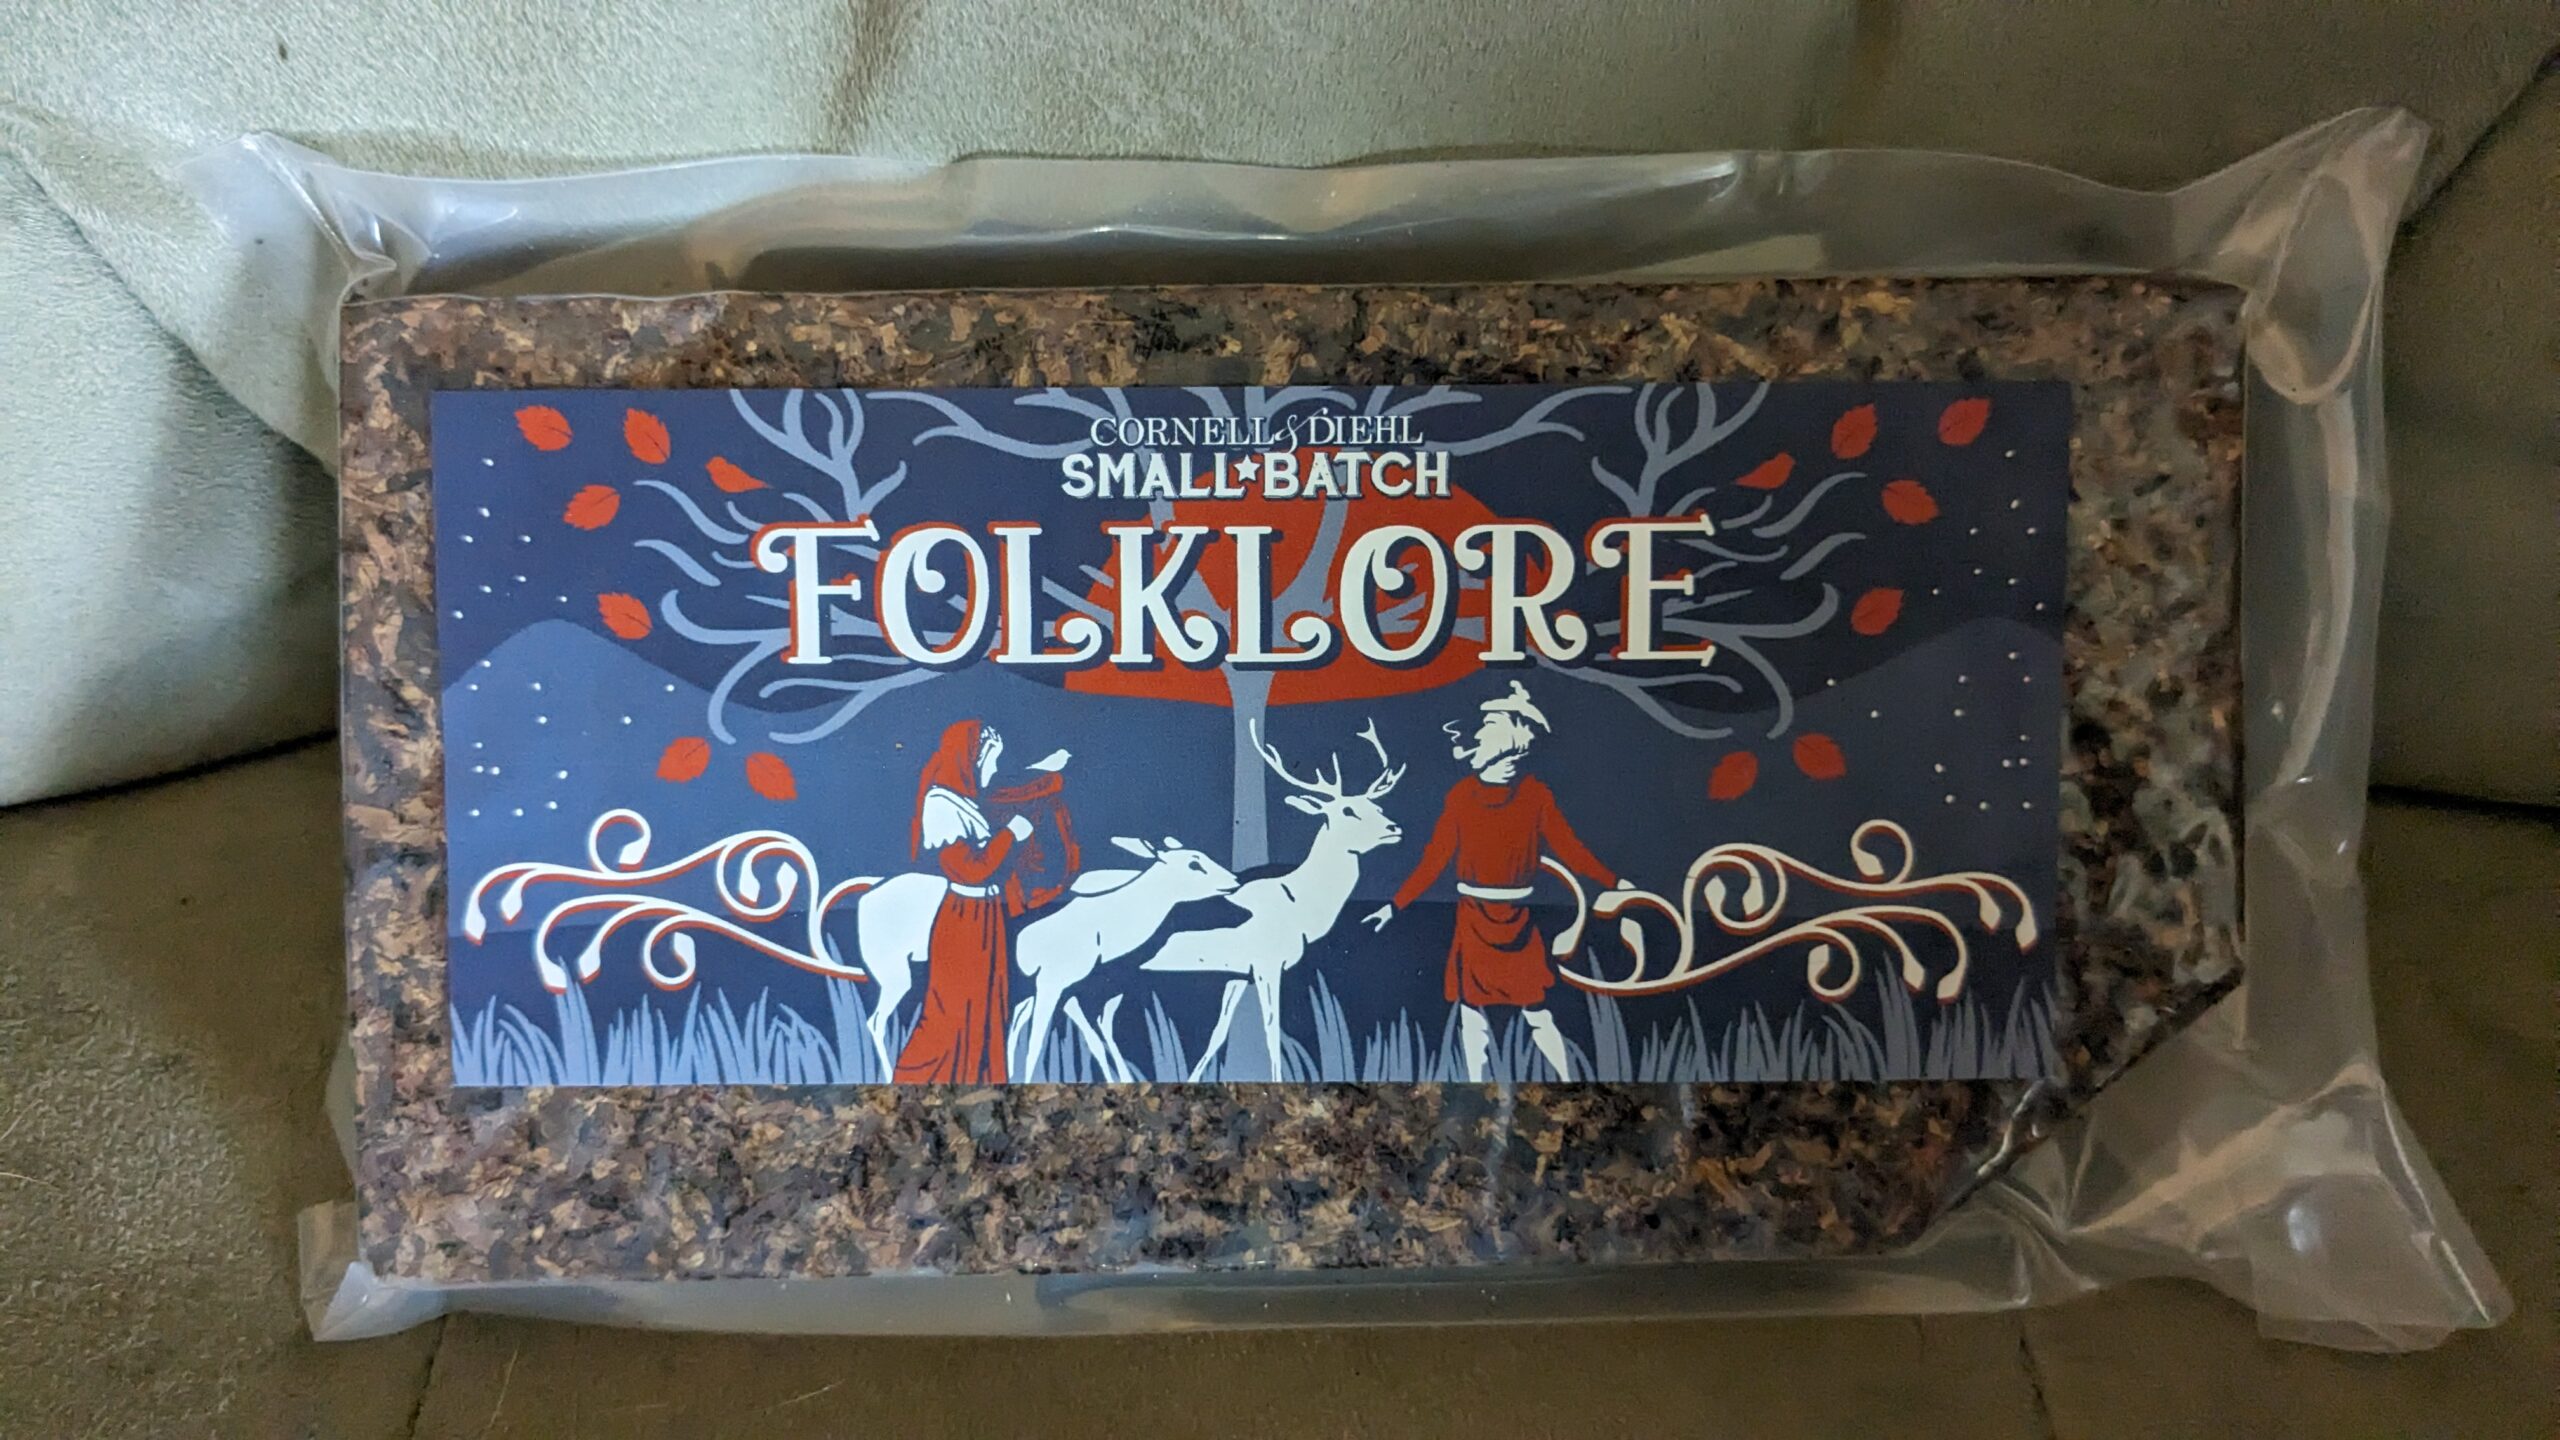 CORNELL & DIEHL
SMALL★BATCH
FOLKLORE